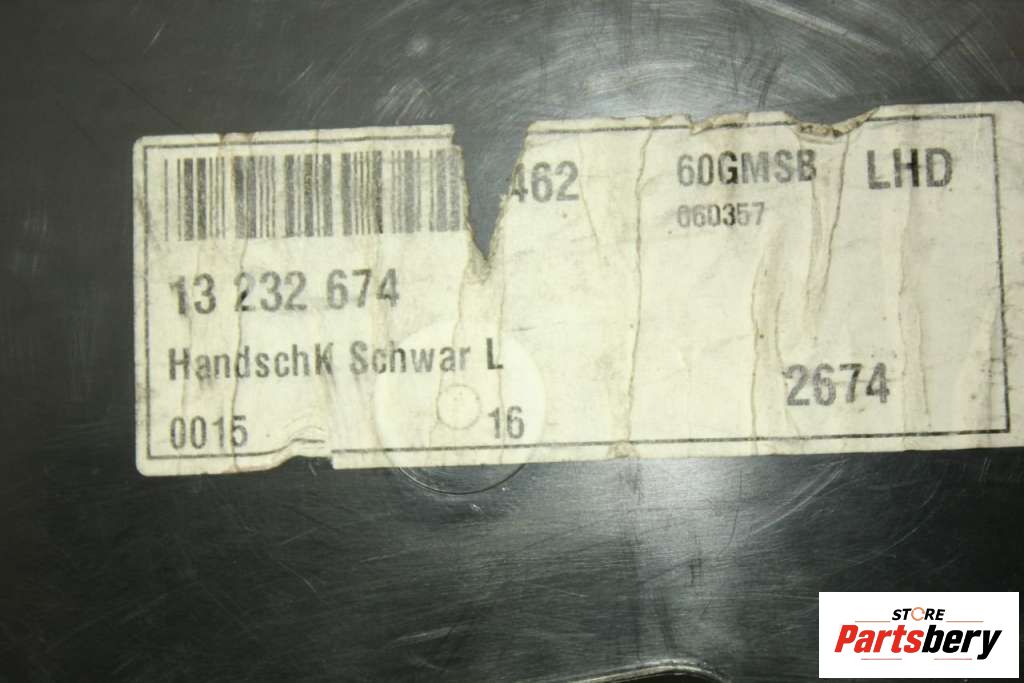 462 60GMSB LHD
060357
13 232 674
HandschK Schwar L
2674
0015 16
STORE
Partsbery